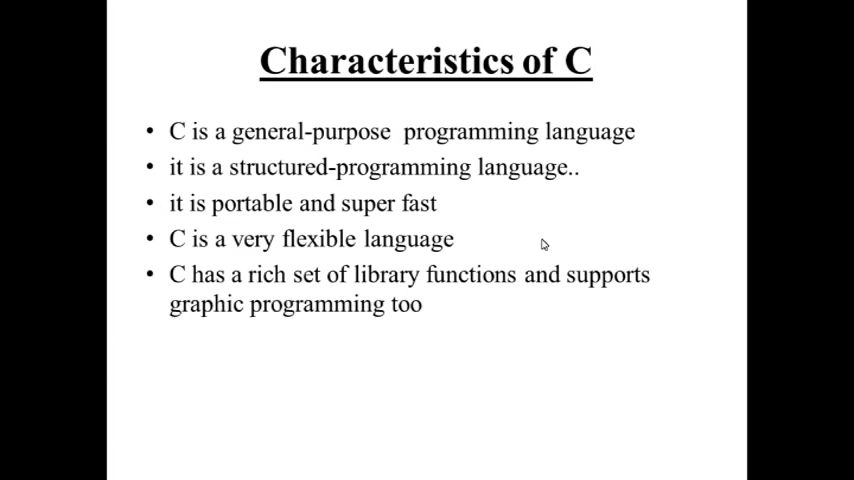 Characteristics of C
• C is a general-purpose  programming language
• it is a structured-programming language..
• it is portable and super fast
• C is a very flexible language
• C has a rich set of library functions and supports
graphic programming too